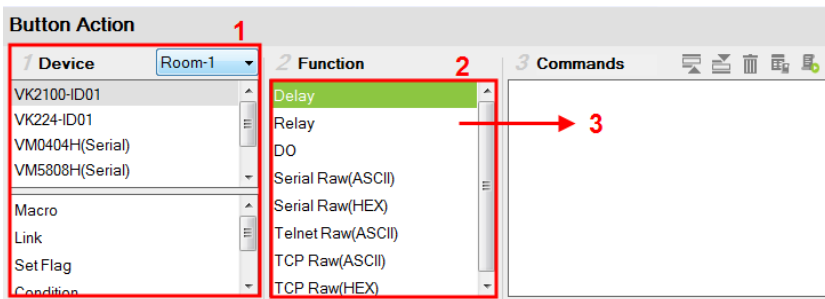 Button Action
1
1 Device
Room-1
2 Function
2
3 Commands
VK2100-ID01
VK224-ID01
VM0404H(Serial)
VM5808H(Serial)
Macro
Link
Set Flag
Condition
Delay
Relay
DO
Serial Raw(ASCII)
Serial Raw(HEX)
Telnet Raw(ASCII)
TCP Raw(ASCII)
TCP Raw(HEX)
3